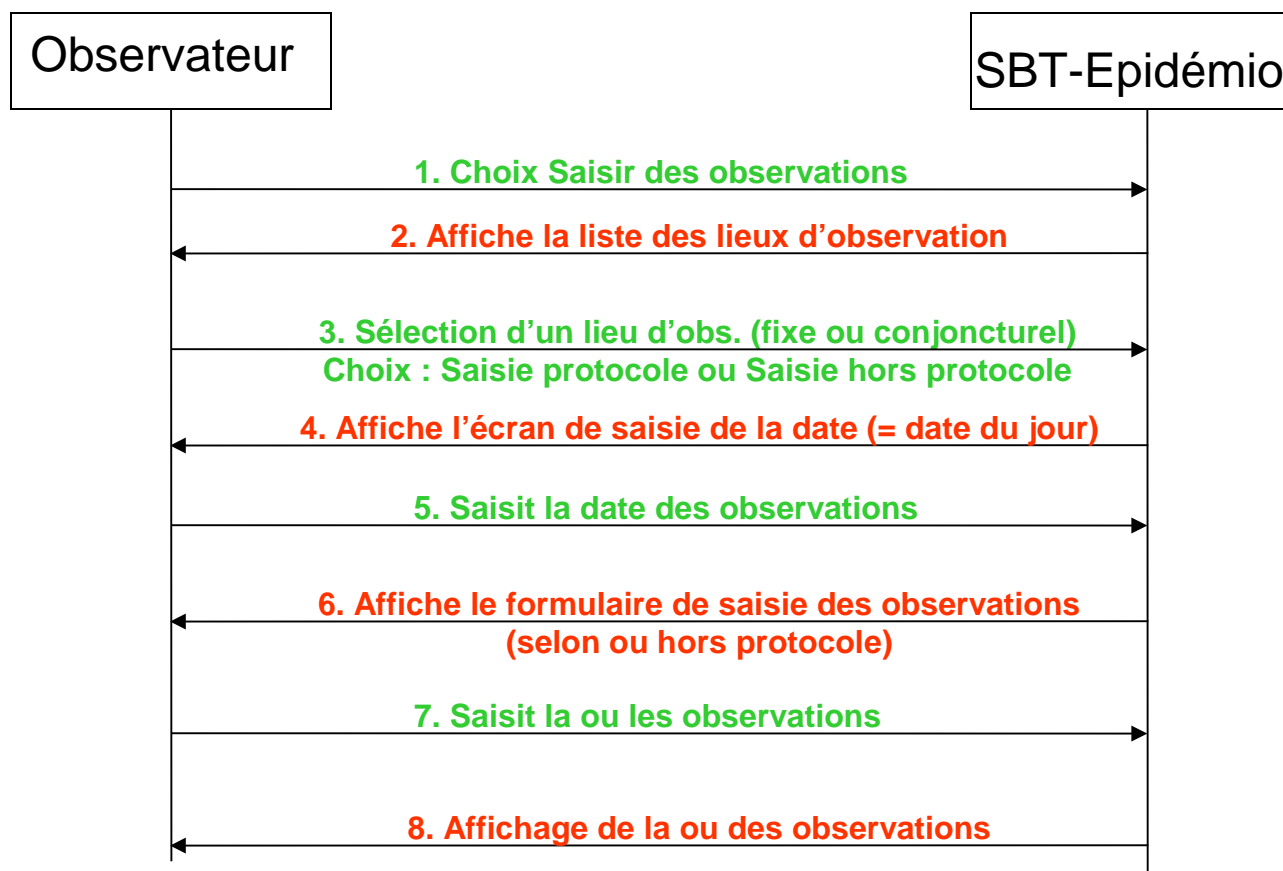 Observateur
SBT-Epidémio
1. Choix Saisir des observations
2. Affiche la liste des lieux d’observation
3. Sélection d’un lieu d’obs. (fixe ou conjoncturel)
Choix : Saisie protocole ou Saisie hors protocole
4. Affiche l’écran de saisie de la date (= date du jour)
5. Saisit la date des observations
6. Affiche le formulaire de saisie des observations
(selon ou hors protocole)
7. Saisit la ou les observations
8. Affichage de la ou des observations